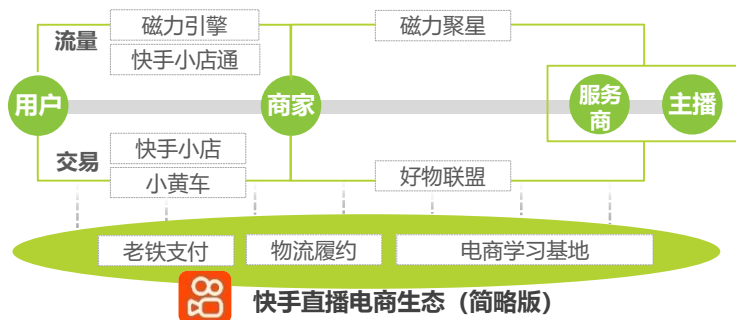 流量
磁力引擎
磁力聚星
快手小店通
用户
商家
服务
商
主播
交易
快手小店
小黄车
好物联盟
老铁支付
物流履约
电商学习基地
快手直播电商生态（简略版）